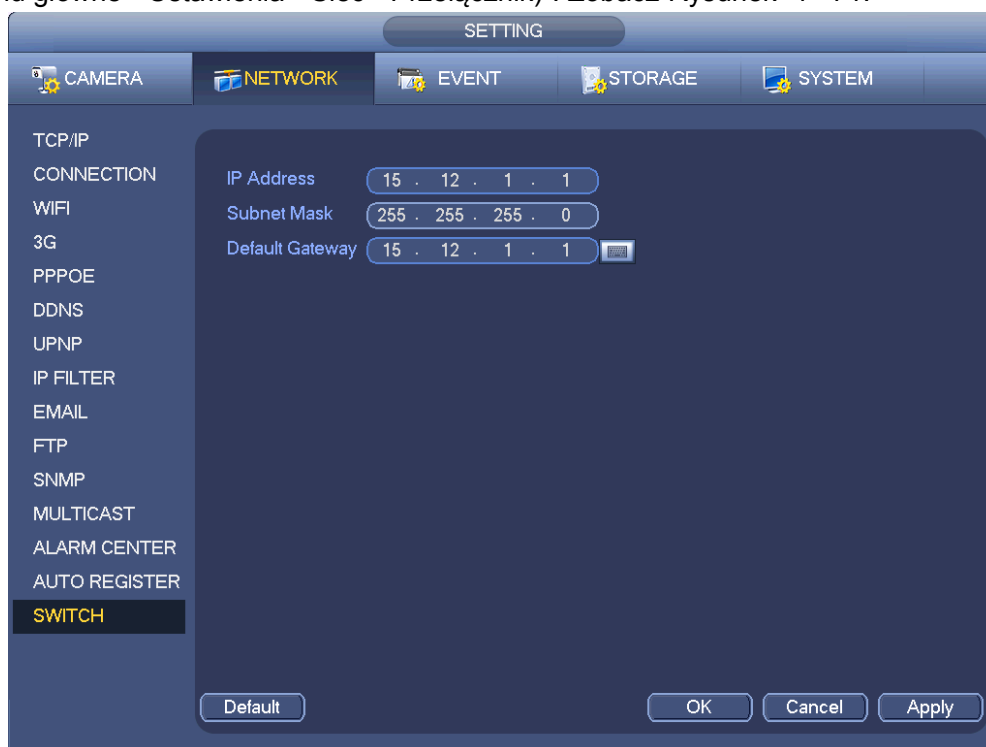 SETTING
CAMERA NETWORK EVENT STORAGE SYSTEM
TCP/IP
CONNECTION
WIFI
3G
PPPOE
DDNS
UPNP
IP FILTER
EMAIL
FTP
SNMP
MULTICAST
ALARM CENTER
AUTO REGISTER
SWITCH
IP Address 15 . 12 . 1 . 1
Subnet Mask 255 . 255 . 255 . 0
Default Gateway 15 . 12 . 1 . 1
Default OK Cancel Apply